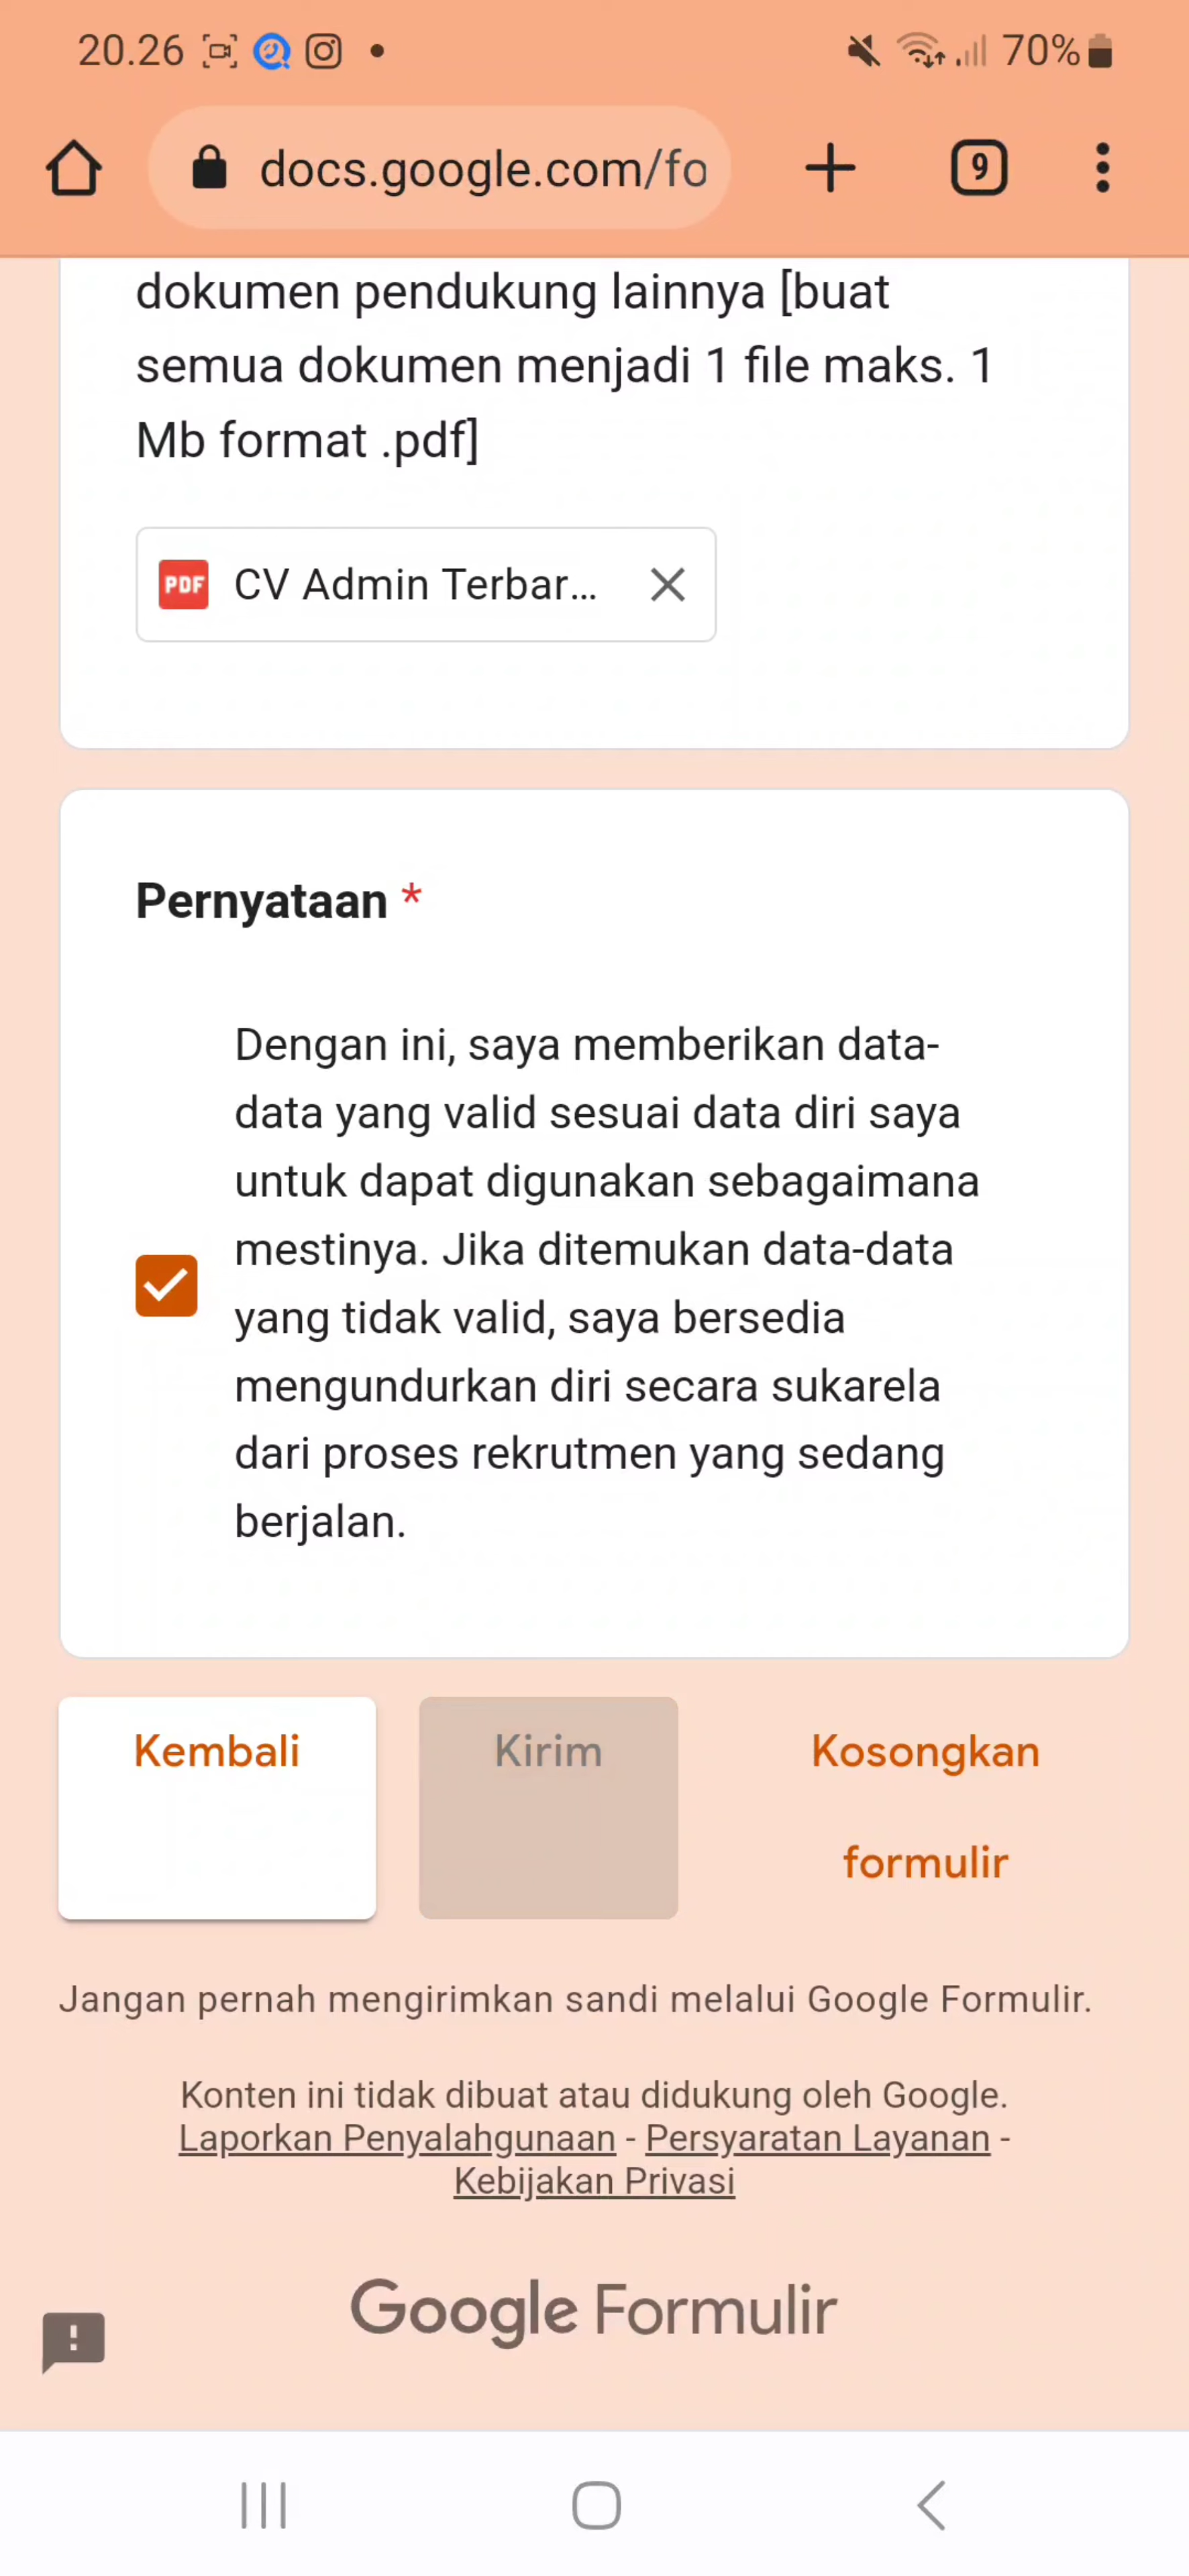 20.26
70%
docs.google.com/fo
9
dokumen pendukung lainnya [buat
semua dokumen menjadi 1 file maks. 1
Mb format .pdf]
PDF
CV Admin Terbar...
Pernyataan *
Dengan ini, saya memberikan data-
data yang valid sesuai data diri saya
untuk dapat digunakan sebagaimana
mestinya. Jika ditemukan data-data
yang tidak valid, saya bersedia
mengundurkan diri secara sukarela
dari proses rekrutmen yang sedang
berjalan.
Kembali
Kirim
Kosongkan
formulir
Jangan pernah mengirimkan sandi melalui Google Formulir.
Konten ini tidak dibuat atau didukung oleh Google.
Laporkan Penyalahgunaan - Persyaratan Layanan -
Kebijakan Privasi
Google Formulir